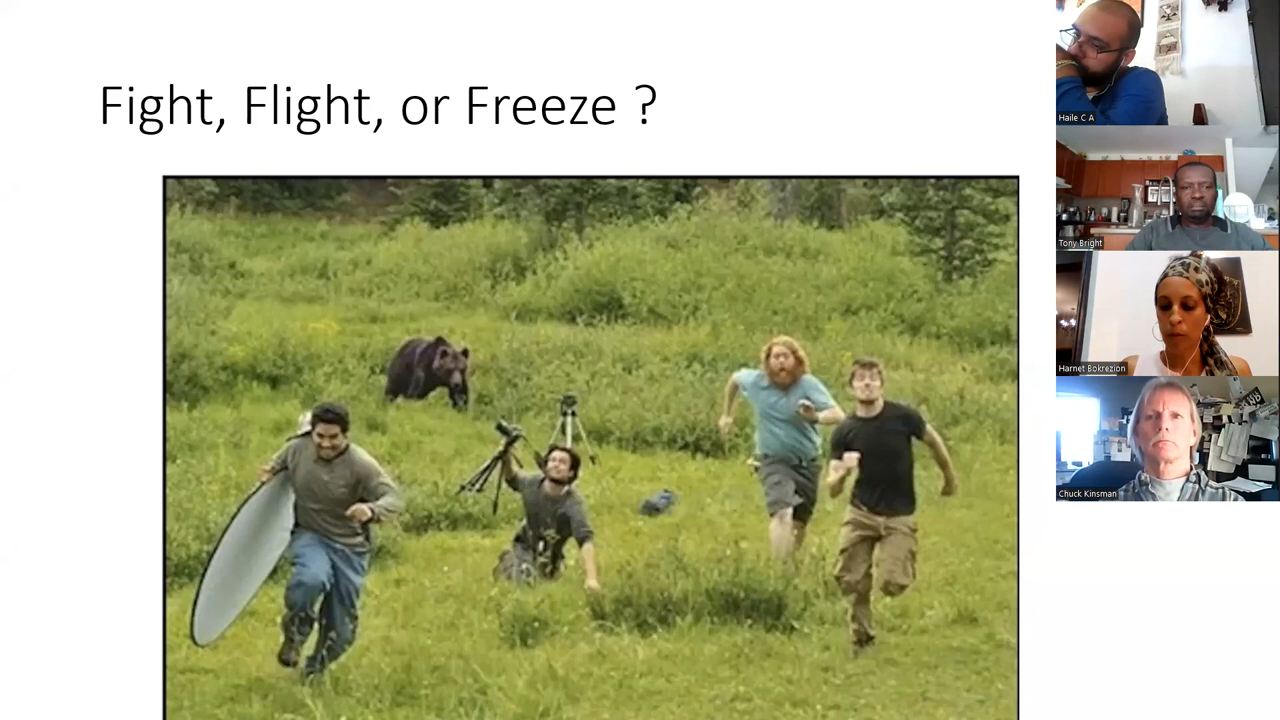 Fight, Flight, or Freeze ?
Haile C A
Tony Bright
Harnet Bokrezion
Chuck Kinsman